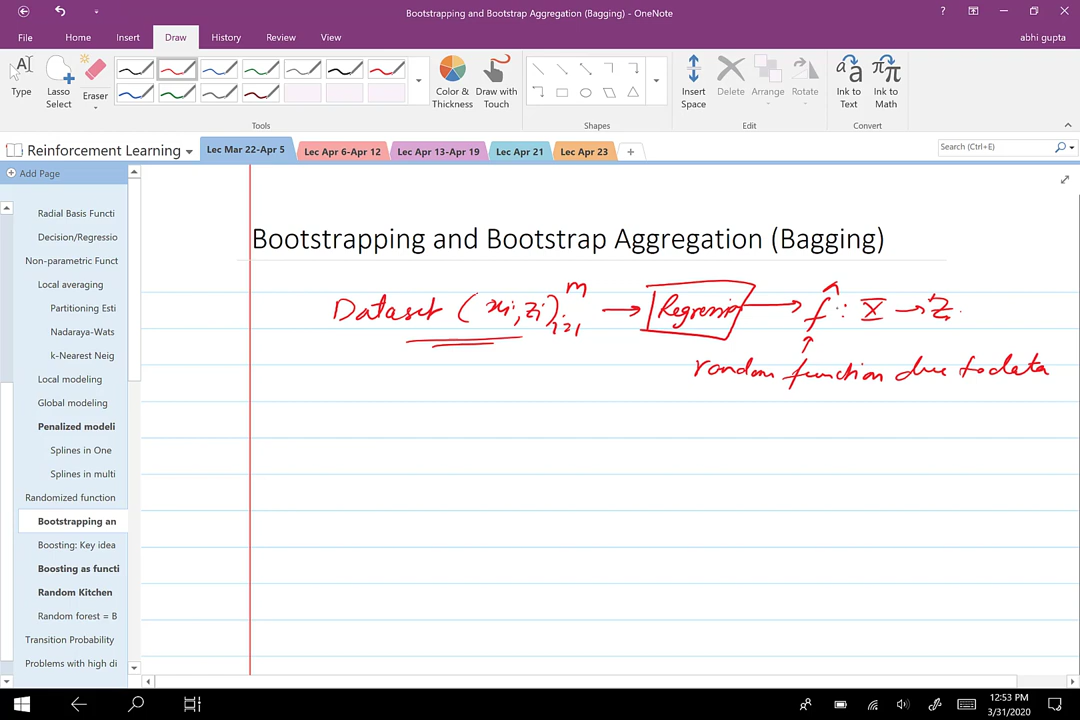 Bootstrapping and Bootstrap Aggregation (Bagging) - OneNote
?
File Home Insert Draw History Review View
abhi gupta
Type
Lasso Select
Eraser
Color & Thickness
Draw with Touch
Insert Space
Delete
Arrange
Rotate
Ink to Text
Ink to Math
Tools
Shapes
Edit
Convert
Reinforcement Learning
Lec Mar 22-Apr 5
Lec Apr 6-Apr 12
Lec Apr 13-Apr 19
Lec Apr 21
Lec Apr 23
+
Search (Ctrl+E)
Add Page
Radial Basis Functi
Decision/Regressio
Non-parametric Funct
Local averaging
Partitioning Esti
Nadaraya-Wats
k-Nearest Neig
Local modeling
Global modeling
Penalized modeli
Splines in One
Splines in multi
Randomized function
Bootstrapping an
Boosting: Key idea
Boosting as functi
Random Kitchen
Random forest = B
Transition Probability
Problems with high di
Bootstrapping and Bootstrap Aggregation (Bagging)
Dataset (xi, zi)_{i=1}^{m} → Regression → f̂ : X → Z.
↑
random function due to data
12:53 PM
3/31/2020